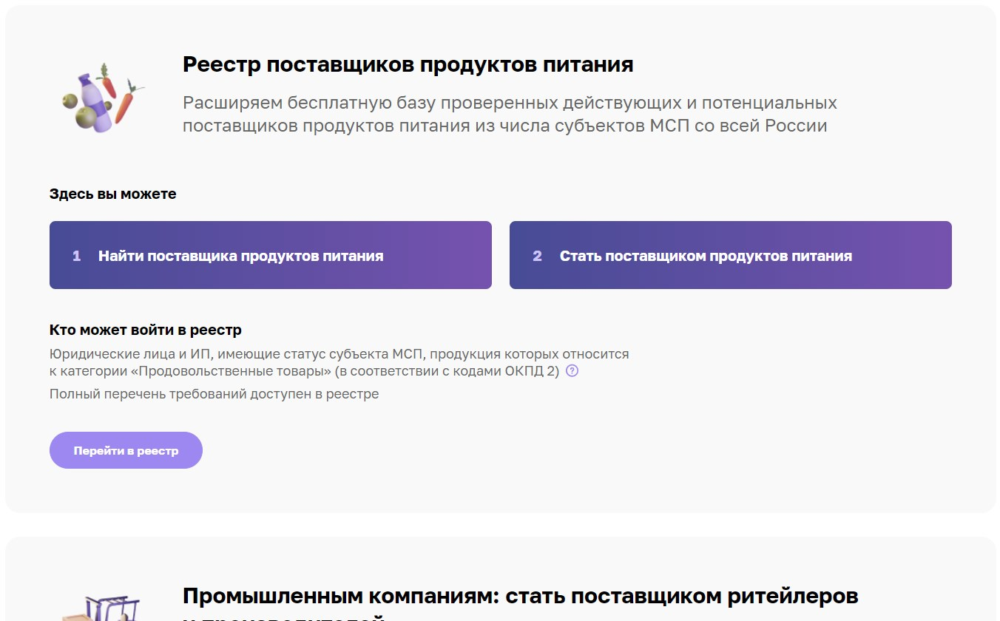 Реестр поставщиков продуктов питания
Расширяем бесплатную базу проверенных действующих и потенциальных
поставщиков продуктов питания из числа субъектов МСП со всей России
Здесь вы можете
1 Найти поставщика продуктов питания
2 Стать поставщиком продуктов питания
Кто может войти в реестр
Юридические лица и ИП, имеющие статус субъекта МСП, продукция которых относится
к категории «Продовольственные товары» (в соответствии с кодами ОКПД 2) ?
Полный перечень требований доступен в реестре
Перейти в реестр
Промышленным компаниям: стать поставщиком ритейлеров
и производителей